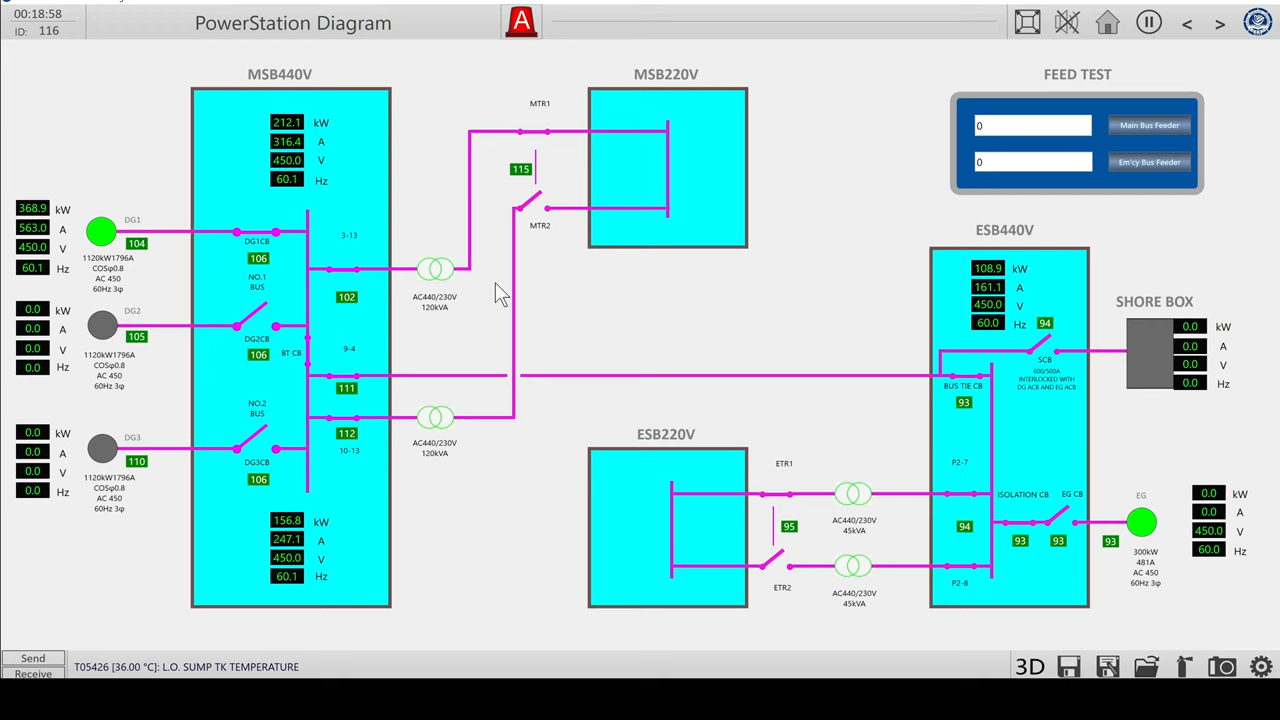 00:18:58
ID: 116
PowerStation Diagram
A
MSB440V
MSB220V
FEED TEST
0
Main Bus Feeder
0
Em'cy Bus Feeder
212.1 kW
316.4 A
450.0 V
60.1 Hz
MTR1
115
MTR2
368.9 kW
563.0 A
450.0 V
60.1 Hz
DG1
104
1120kW1796A
COSφ0.8
AC 450
60Hz 3φ
DG1CB
106
NO.1
BUS
3-13
102
AC440/230V
120kVA
0.0 kW
0.0 A
0.0 V
0.0 Hz
DG2
105
1120kW1796A
COSφ0.8
AC 450
60Hz 3φ
DG2CB
106
BT CB
9-4
111
NO.2
BUS
112
10-13
AC440/230V
120kVA
0.0 kW
0.0 A
0.0 V
0.0 Hz
DG3
110
1120kW1796A
COSφ0.8
AC 450
60Hz 3φ
DG3CB
106
156.8 kW
247.1 A
450.0 V
60.1 Hz
ESB440V
108.9 kW
161.1 A
450.0 V
60.0 Hz
94
SCB
600/500A
INTERLOCKED WITH
DG ACB AND EG ACB
BUS TIE CB
93
SHORE BOX
0.0 kW
0.0 A
0.0 V
0.0 Hz
ESB220V
ETR1
95
ETR2
AC440/230V
45kVA
AC440/230V
45kVA
P2-7
94
P2-8
ISOLATION CB
93
EG CB
93
93
EG
300kW
481A
AC 450
60Hz 3φ
0.0 kW
0.0 A
450.0 V
60.0 Hz
Send
Receive
T05426 [36.00 °C]: L.O. SUMP TK TEMPERATURE
3D